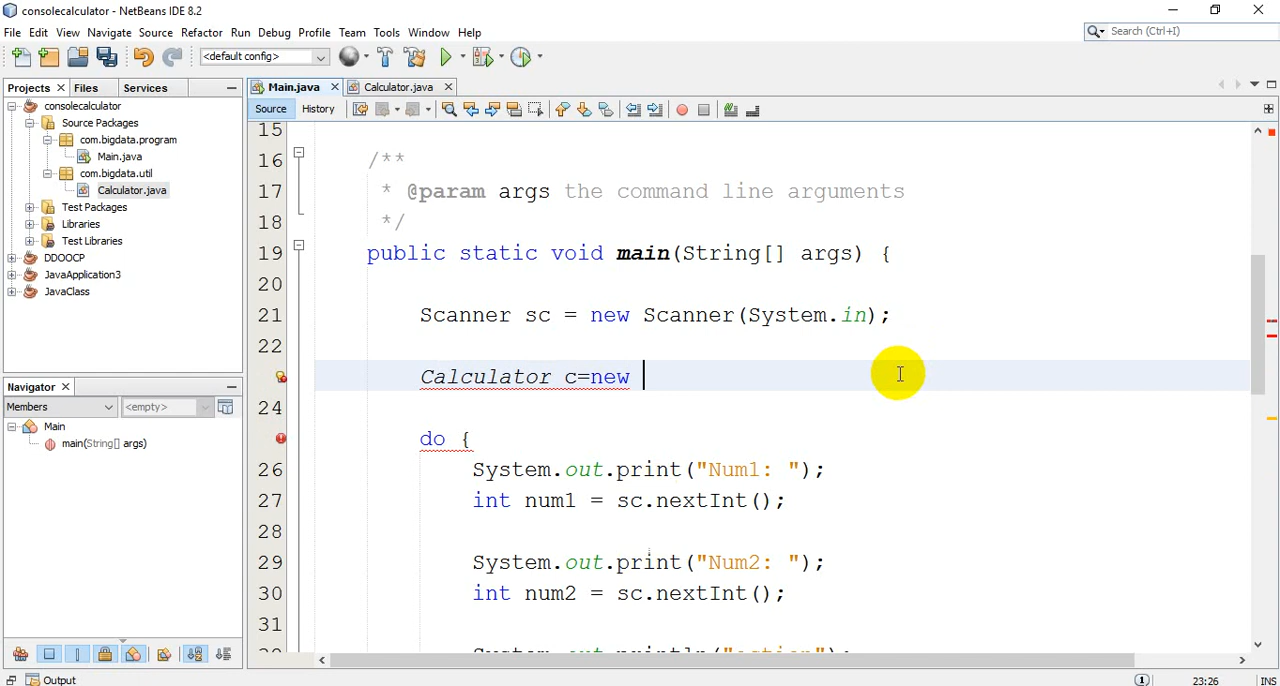 consolecalculator - NetBeans IDE 8.2
File Edit View Navigate Source Refactor Run Debug Profile Team Tools Window Help
Search (Ctrl+I)
<default config>
Projects Files Services
Main.java Calculator.java
Source History
consolecalculator
Source Packages
com.bigdata.program
Main.java
com.bigdata.util
Calculator.java
Test Packages
Libraries
Test Libraries
DDOOCP
JavaApplication3
JavaClass
Navigator
Members <empty>
Main
main(String[] args)
15
16 /**
17 * @param args the command line arguments
18 */
19 public static void main(String[] args) {
20
21 Scanner sc = new Scanner(System.in);
22
Calculator c=new
24
do {
26 System.out.print("Num1: ");
27 int num1 = sc.nextInt();
28
29 System.out.print("Num2: ");
30 int num2 = sc.nextInt();
31
Output
1 23:26 INS